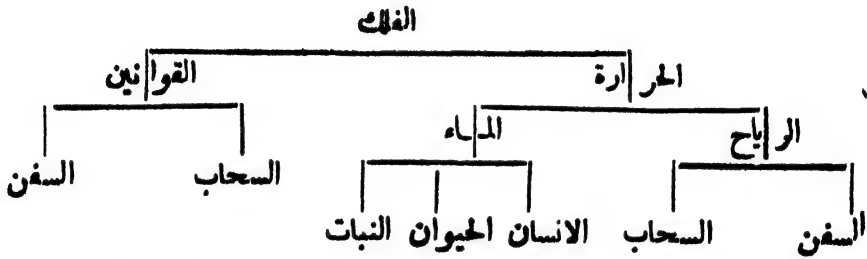 الفلك
الحرارة القوانين
الرياح الماء
السفن السحاب الانسان الحيوان النبات السحاب السفن